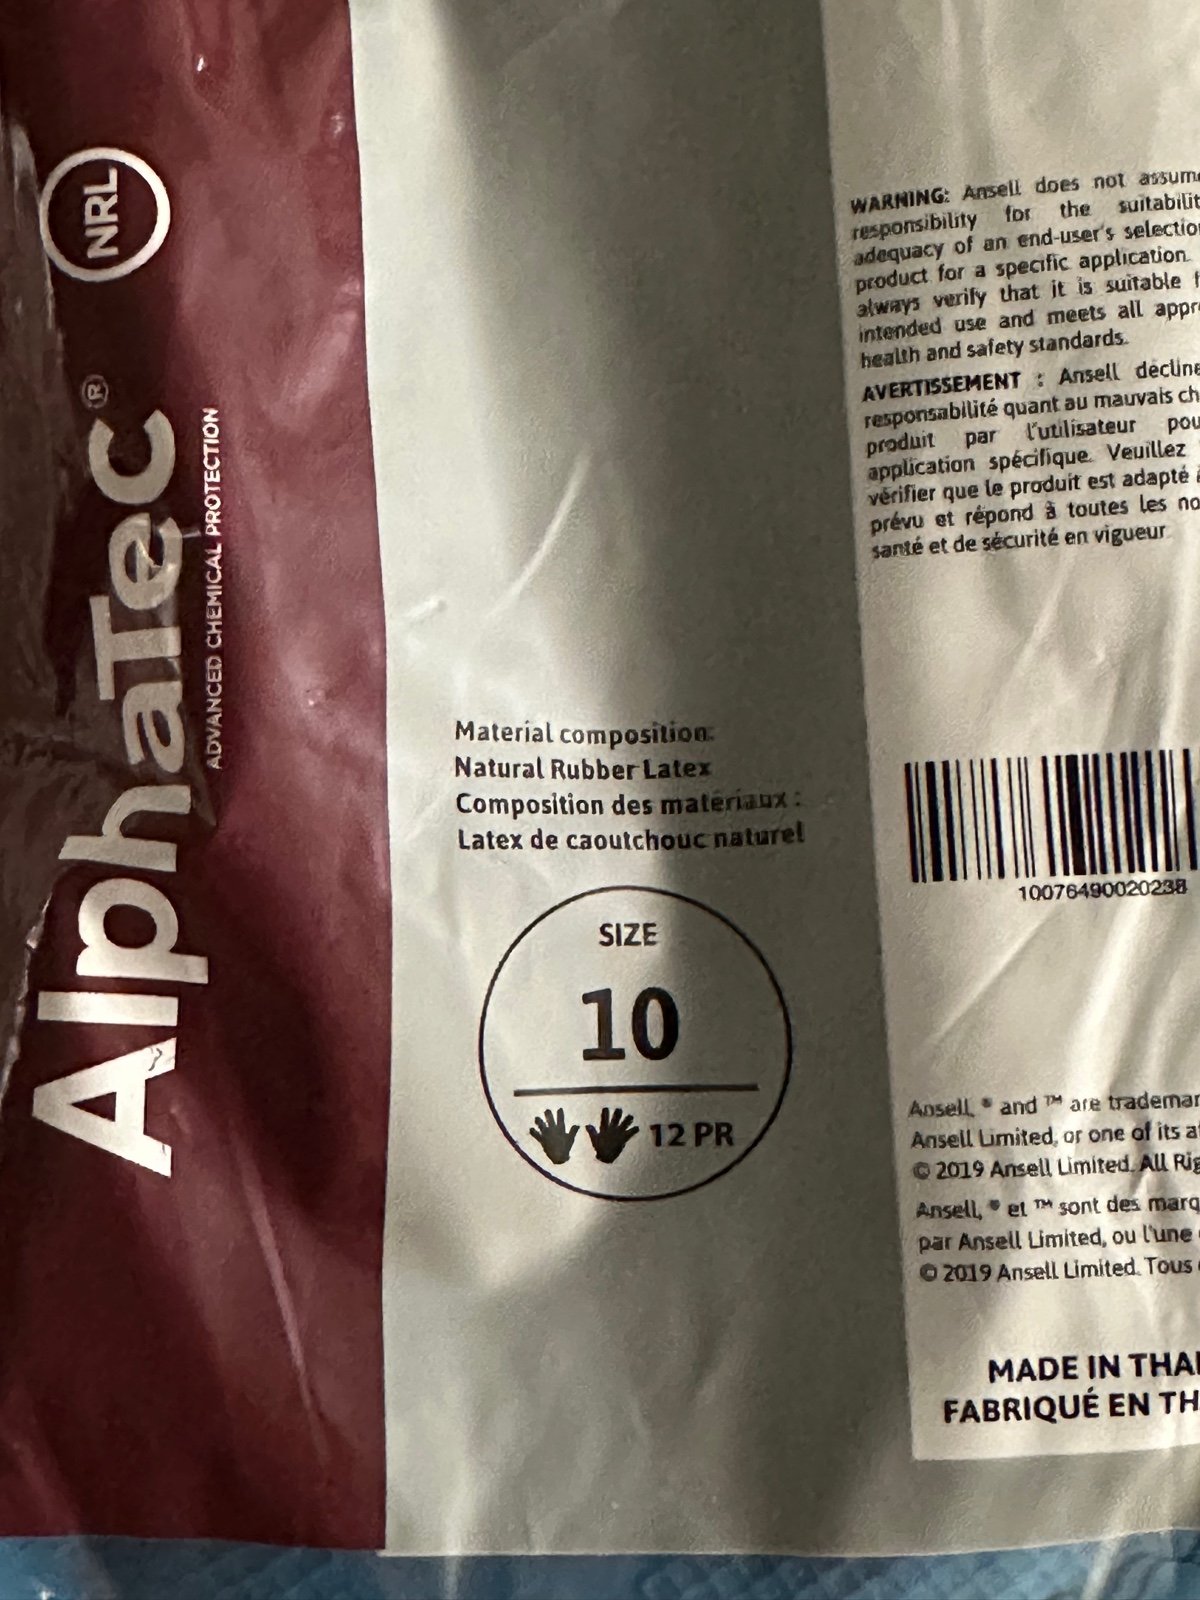 NRL
AlphaTec®
ADVANCED CHEMICAL PROTECTION
Material composition:
Natural Rubber Latex
Composition des matériaux :
Latex de caoutchouc naturel
SIZE
10
12 PR
WARNING: Ansell does not
responsibility for the
adequacy of an end-user's
product for a specific application.
always verify that it is suitable
intended use and meets all
health and safety standards.
AVERTISSEMENT : Ansell
responsabilité quant au mauvais
produit par l'utilisateur
application spécifique. Veuillez
vérifier que le produit est adapté
prévu et répond à toutes les
santé et de sécurité en vigueur
10076490020238
Ansell, ® and ™ are
Ansell Limited, or one of its
© 2019 Ansell Limited. All
Ansell, ® et ™ sont des
par Ansell Limited, ou l'une
© 2019 Ansell Limited. Tous
MADE IN
FABRIQUÉ EN